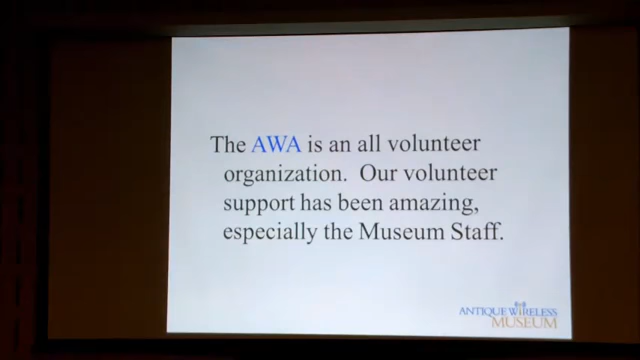 The AWA is an all volunteer
organization. Our volunteer
support has been amazing,
especially the Museum Staff.
ANTIQUE WIRELESS
MUSEUM